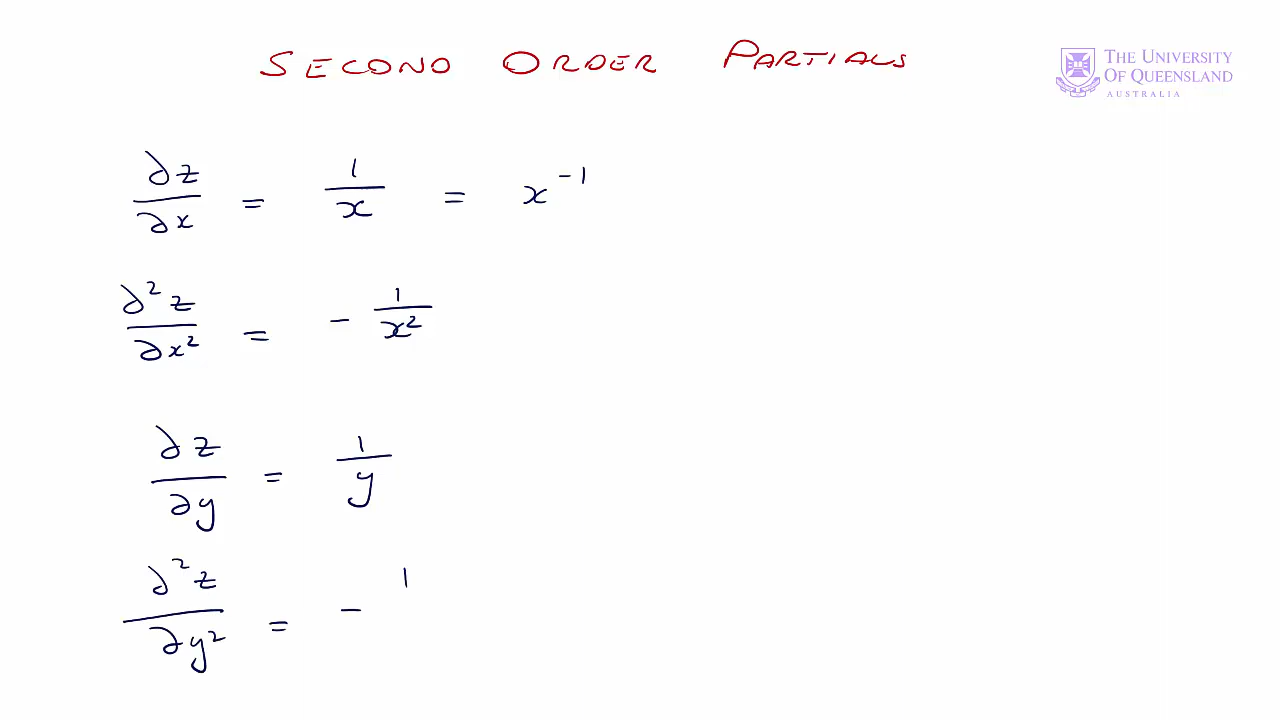 SECOND ORDER PARTIALS
THE UNIVERSITY
OF QUEENSLAND
AUSTRALIA
∂z/∂x = 1/x = x⁻¹
∂²z/∂x² = - 1/x²
∂z/∂y = 1/y
∂²z/∂y² = - 1